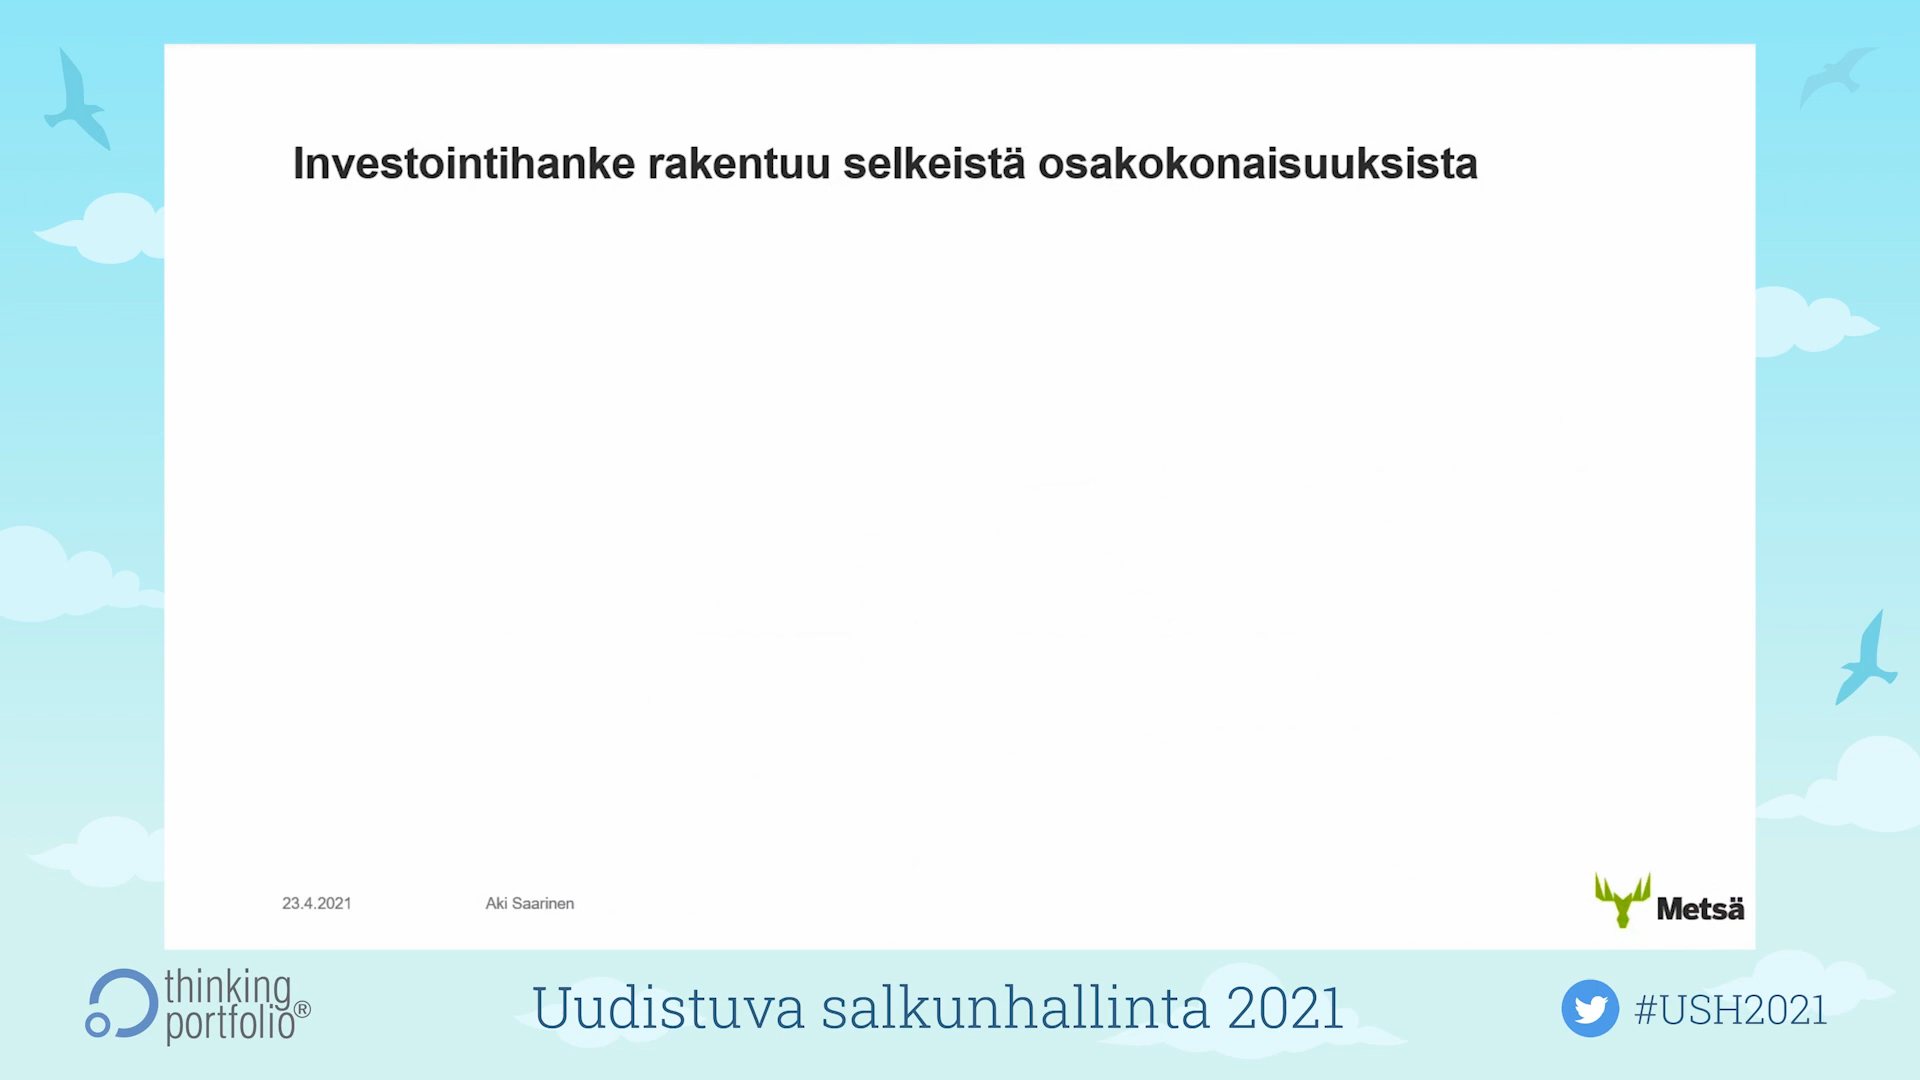 Investointihanke rakentuu selkeistä osakokonaisuuksista
23.4.2021
Aki Saarinen
Metsä
thinking
portfolio®
Uudistuva salkunhallinta 2021
#USH2021